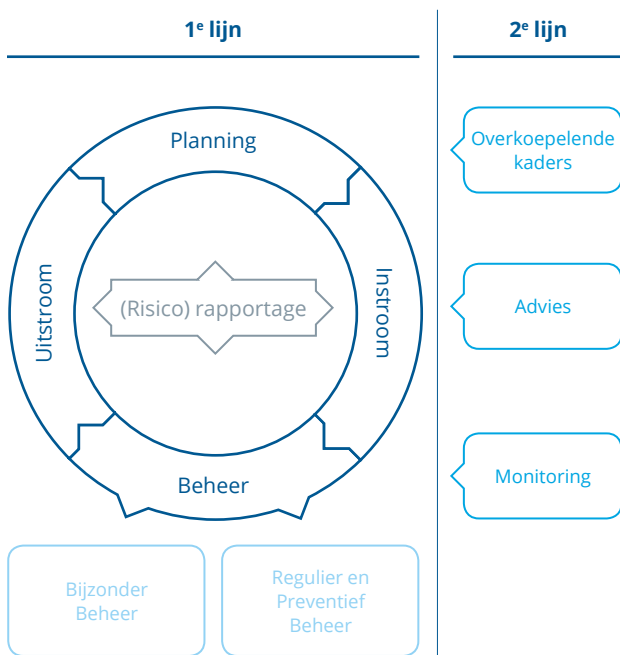 1e lijn
2e lijn
Planning
Instroom
Beheer
Uitstroom
(Risico) rapportage
Bijzonder
Beheer
Regulier en
Preventief
Beheer
Overkoepelende
kaders
Advies
Monitoring